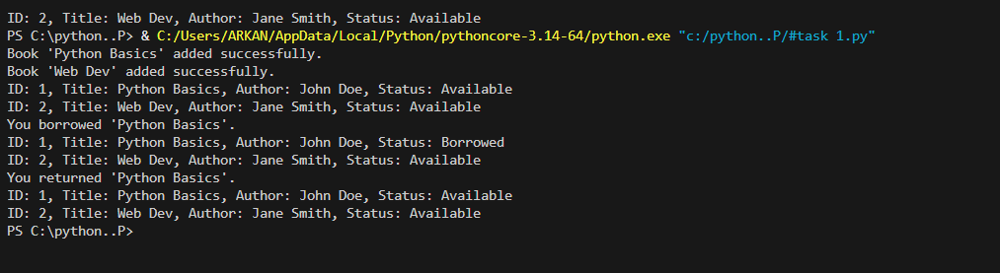 ID: 2, Title: Web Dev, Author: Jane Smith, Status: Available
PS C:\python..P> & C:/Users/ARKAN/AppData/Local/Python/pythoncore-3.14-64/python.exe "c:/python..P/#task 1.py"
Book 'Python Basics' added successfully.
Book 'Web Dev' added successfully.
ID: 1, Title: Python Basics, Author: John Doe, Status: Available
ID: 2, Title: Web Dev, Author: Jane Smith, Status: Available
You borrowed 'Python Basics'.
ID: 1, Title: Python Basics, Author: John Doe, Status: Borrowed
ID: 2, Title: Web Dev, Author: Jane Smith, Status: Available
You returned 'Python Basics'.
ID: 1, Title: Python Basics, Author: John Doe, Status: Available
ID: 2, Title: Web Dev, Author: Jane Smith, Status: Available
PS C:\python..P>